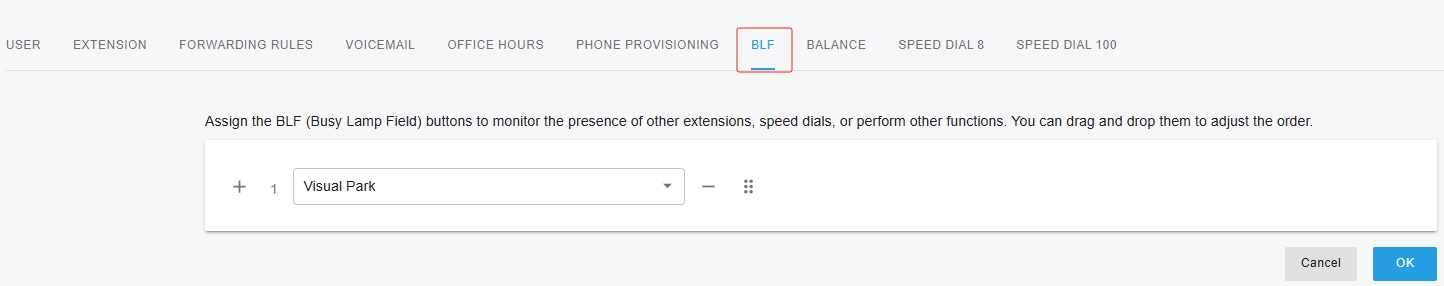 USER EXTENSION FORWARDING RULES VOICEMAIL OFFICE HOURS PHONE PROVISIONING BLF BALANCE SPEED DIAL 8 SPEED DIAL 100
Assign the BLF (Busy Lamp Field) buttons to monitor the presence of other extensions, speed dials, or perform other functions. You can drag and drop them to adjust the order.
1 Visual Park
Cancel OK